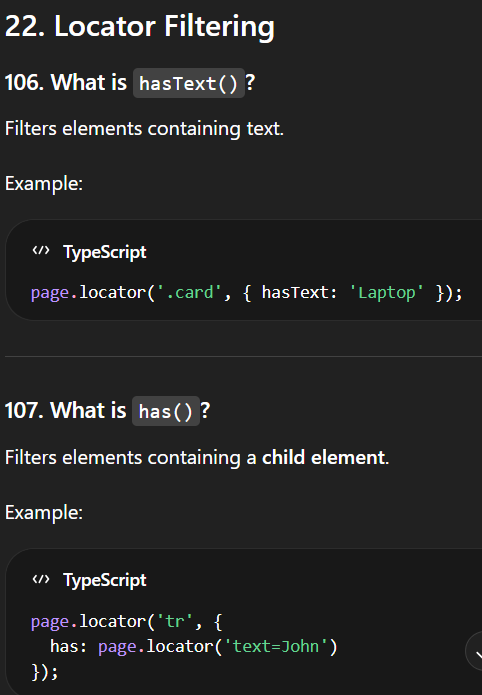 22. Locator Filtering
106. What is hasText()?
Filters elements containing text.
Example:
</> TypeScript
page.locator('.card', { hasText: 'Laptop' });
107. What is has()?
Filters elements containing a child element.
Example:
</> TypeScript
page.locator('tr', {
  has: page.locator('text=John')
});